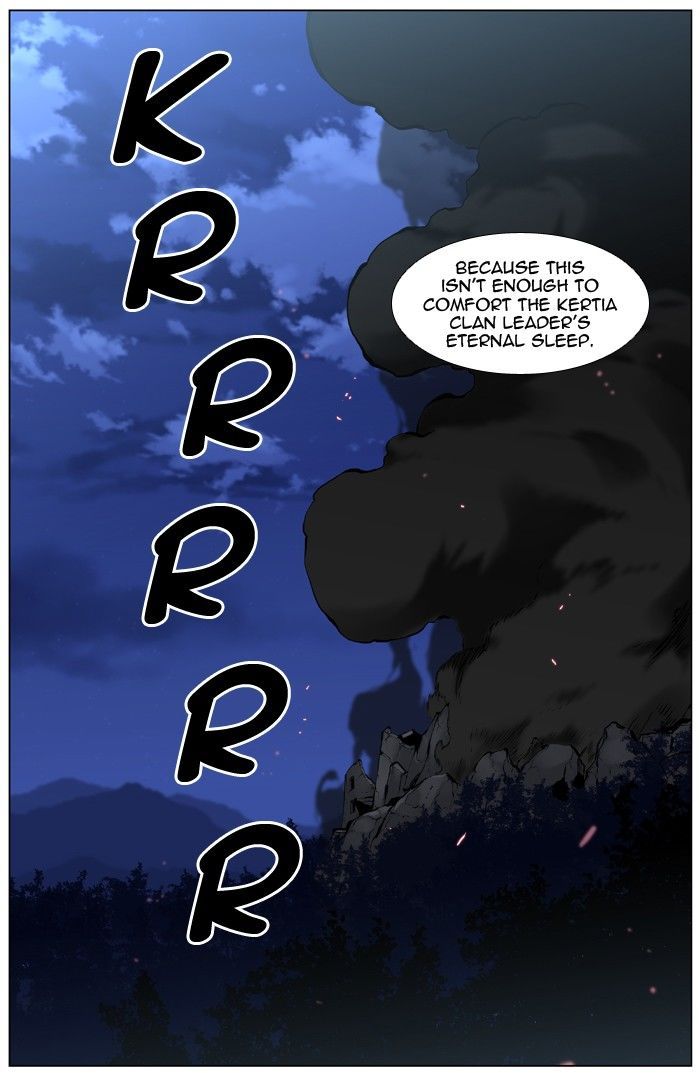 KRRRRR
BECAUSE THIS
ISN'T ENOUGH TO
COMFORT THE KERTIA
CLAN LEADER'S
ETERNAL SLEEP.